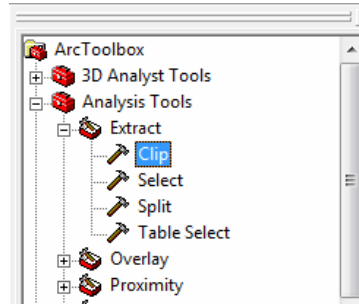 ArcToolbox
3D Analyst Tools
Analysis Tools
Extract
Clip
Select
Split
Table Select
Overlay
Proximity